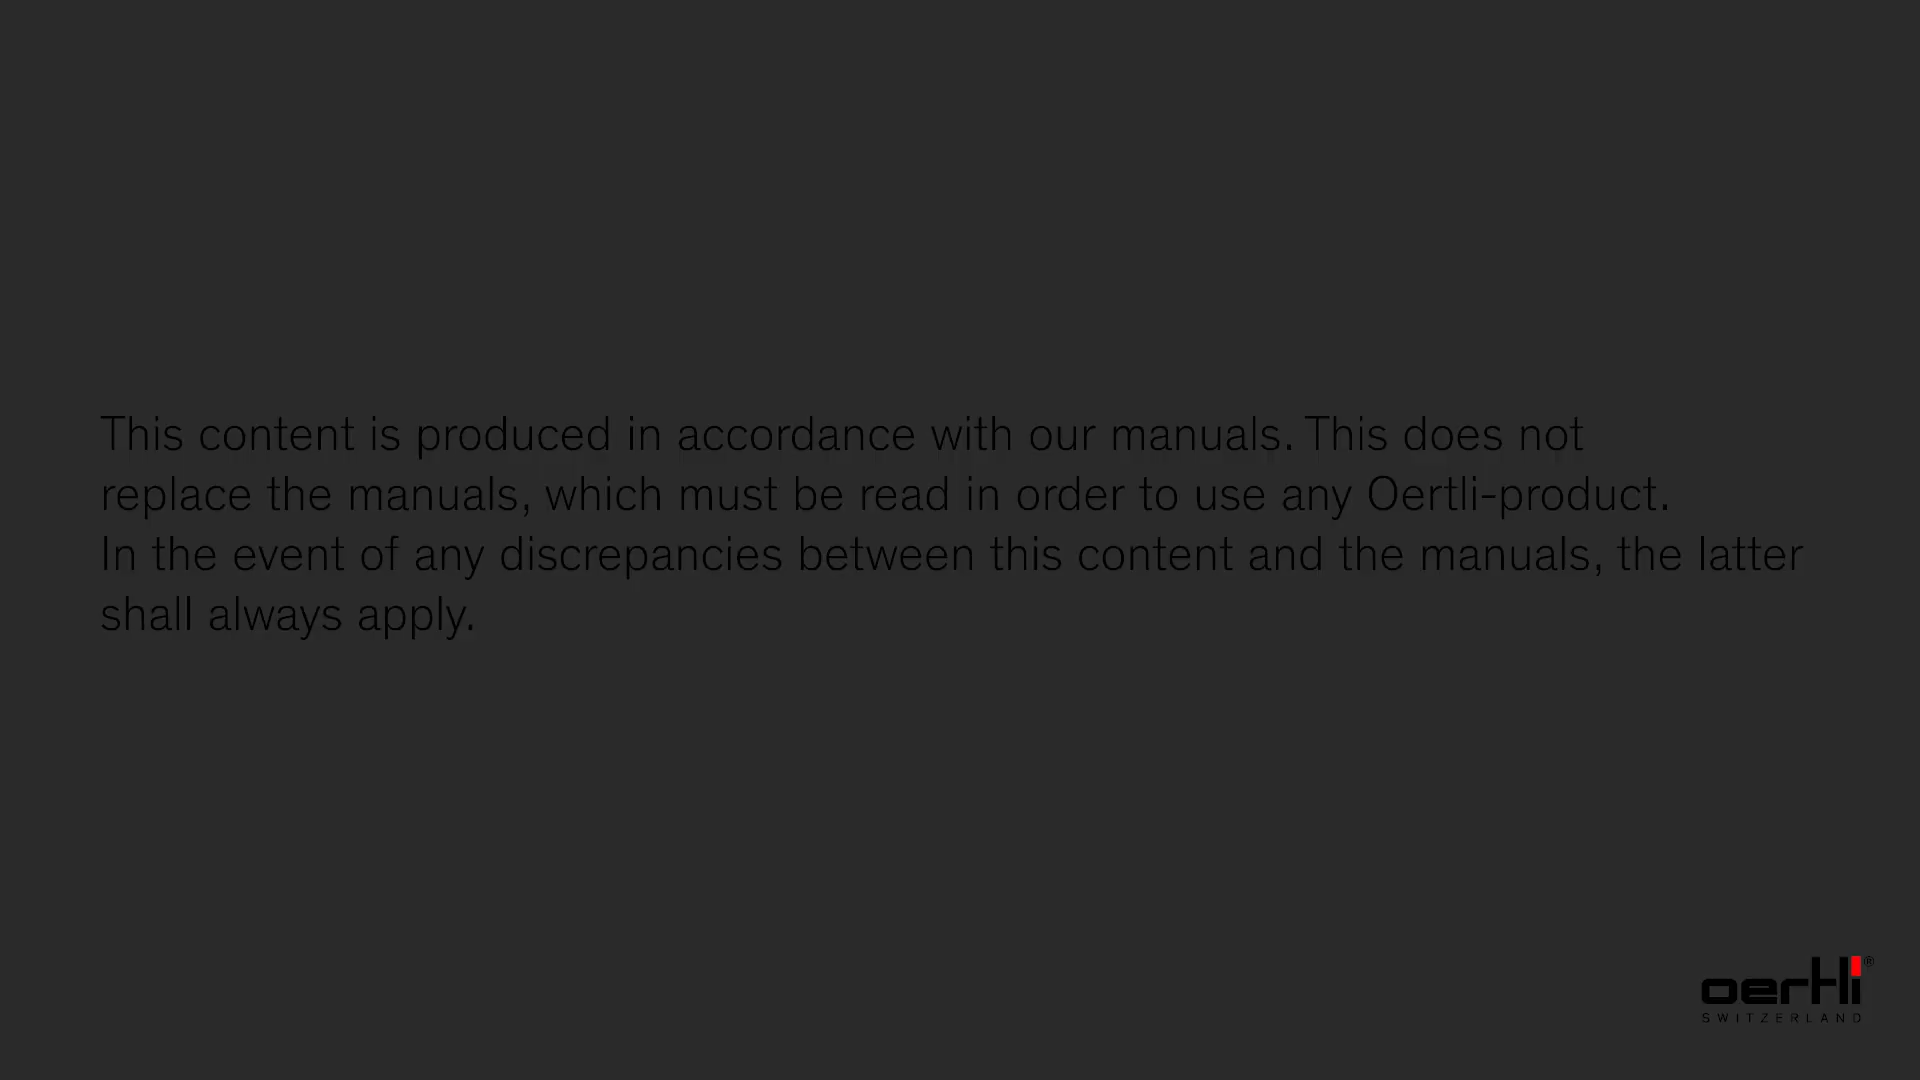 This content is produced in accordance with our manuals. This does not
replace the manuals, which must be read in order to use any Oertli-product.
In the event of any discrepancies between this content and the manuals, the latter
shall always apply.
oertli®
SWITZERLAND